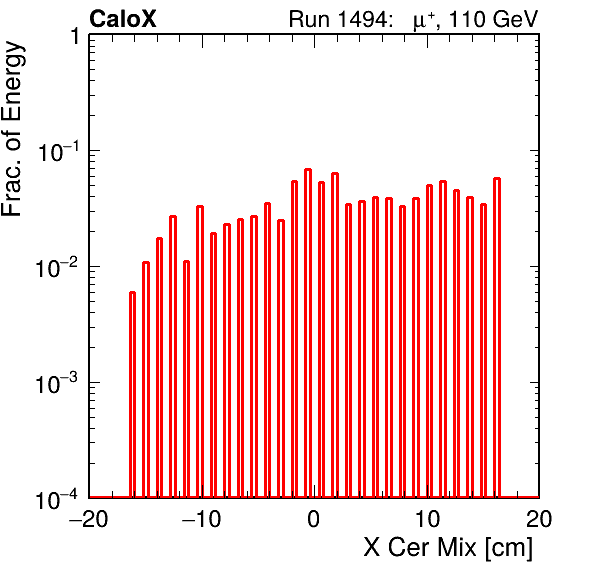 CaloX Run 1494: μ⁺, 110 GeV
Frac. of Energy
1
10⁻¹
10⁻²
10⁻³
10⁻⁴
−20 −10 0 10 20
X Cer Mix [cm]